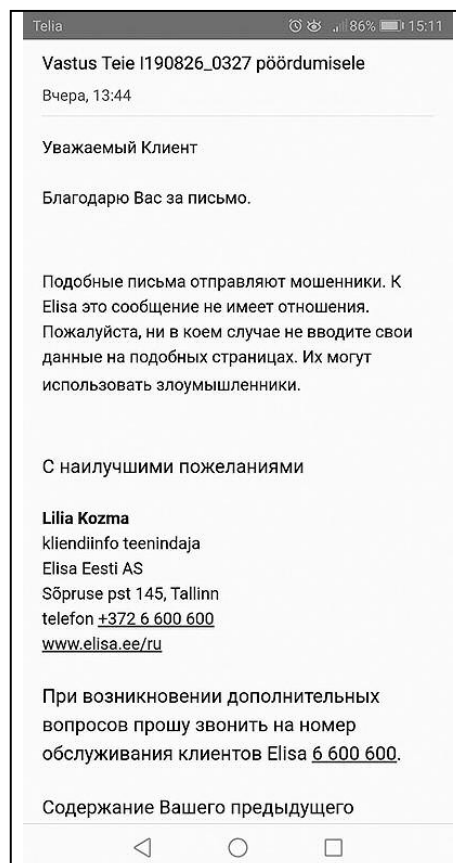 Telia 86% 15:11
Vastus Teie I190826_0327 pöördumisele
Вчера, 13:44
Уважаемый Клиент
Благодарю Вас за письмо.
Подобные письма отправляют мошенники. К
Elisa это сообщение не имеет отношения.
Пожалуйста, ни в коем случае не вводите свои
данные на подобных страницах. Их могут
использовать злоумышленники.
С наилучшими пожеланиями
Lilia Kozma
kliendiinfo teenindaja
Elisa Eesti AS
Sõpruse pst 145, Tallinn
telefon +372 6 600 600
www.elisa.ee/ru
При возникновении дополнительных
вопросов прошу звонить на номер
обслуживания клиентов Elisa 6 600 600.
Содержание Вашего предыдущего